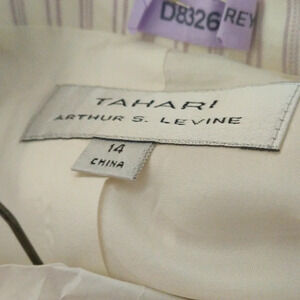 D8326 REY
TAHARI
ARTHUR S. LEVINE
14
CHINA